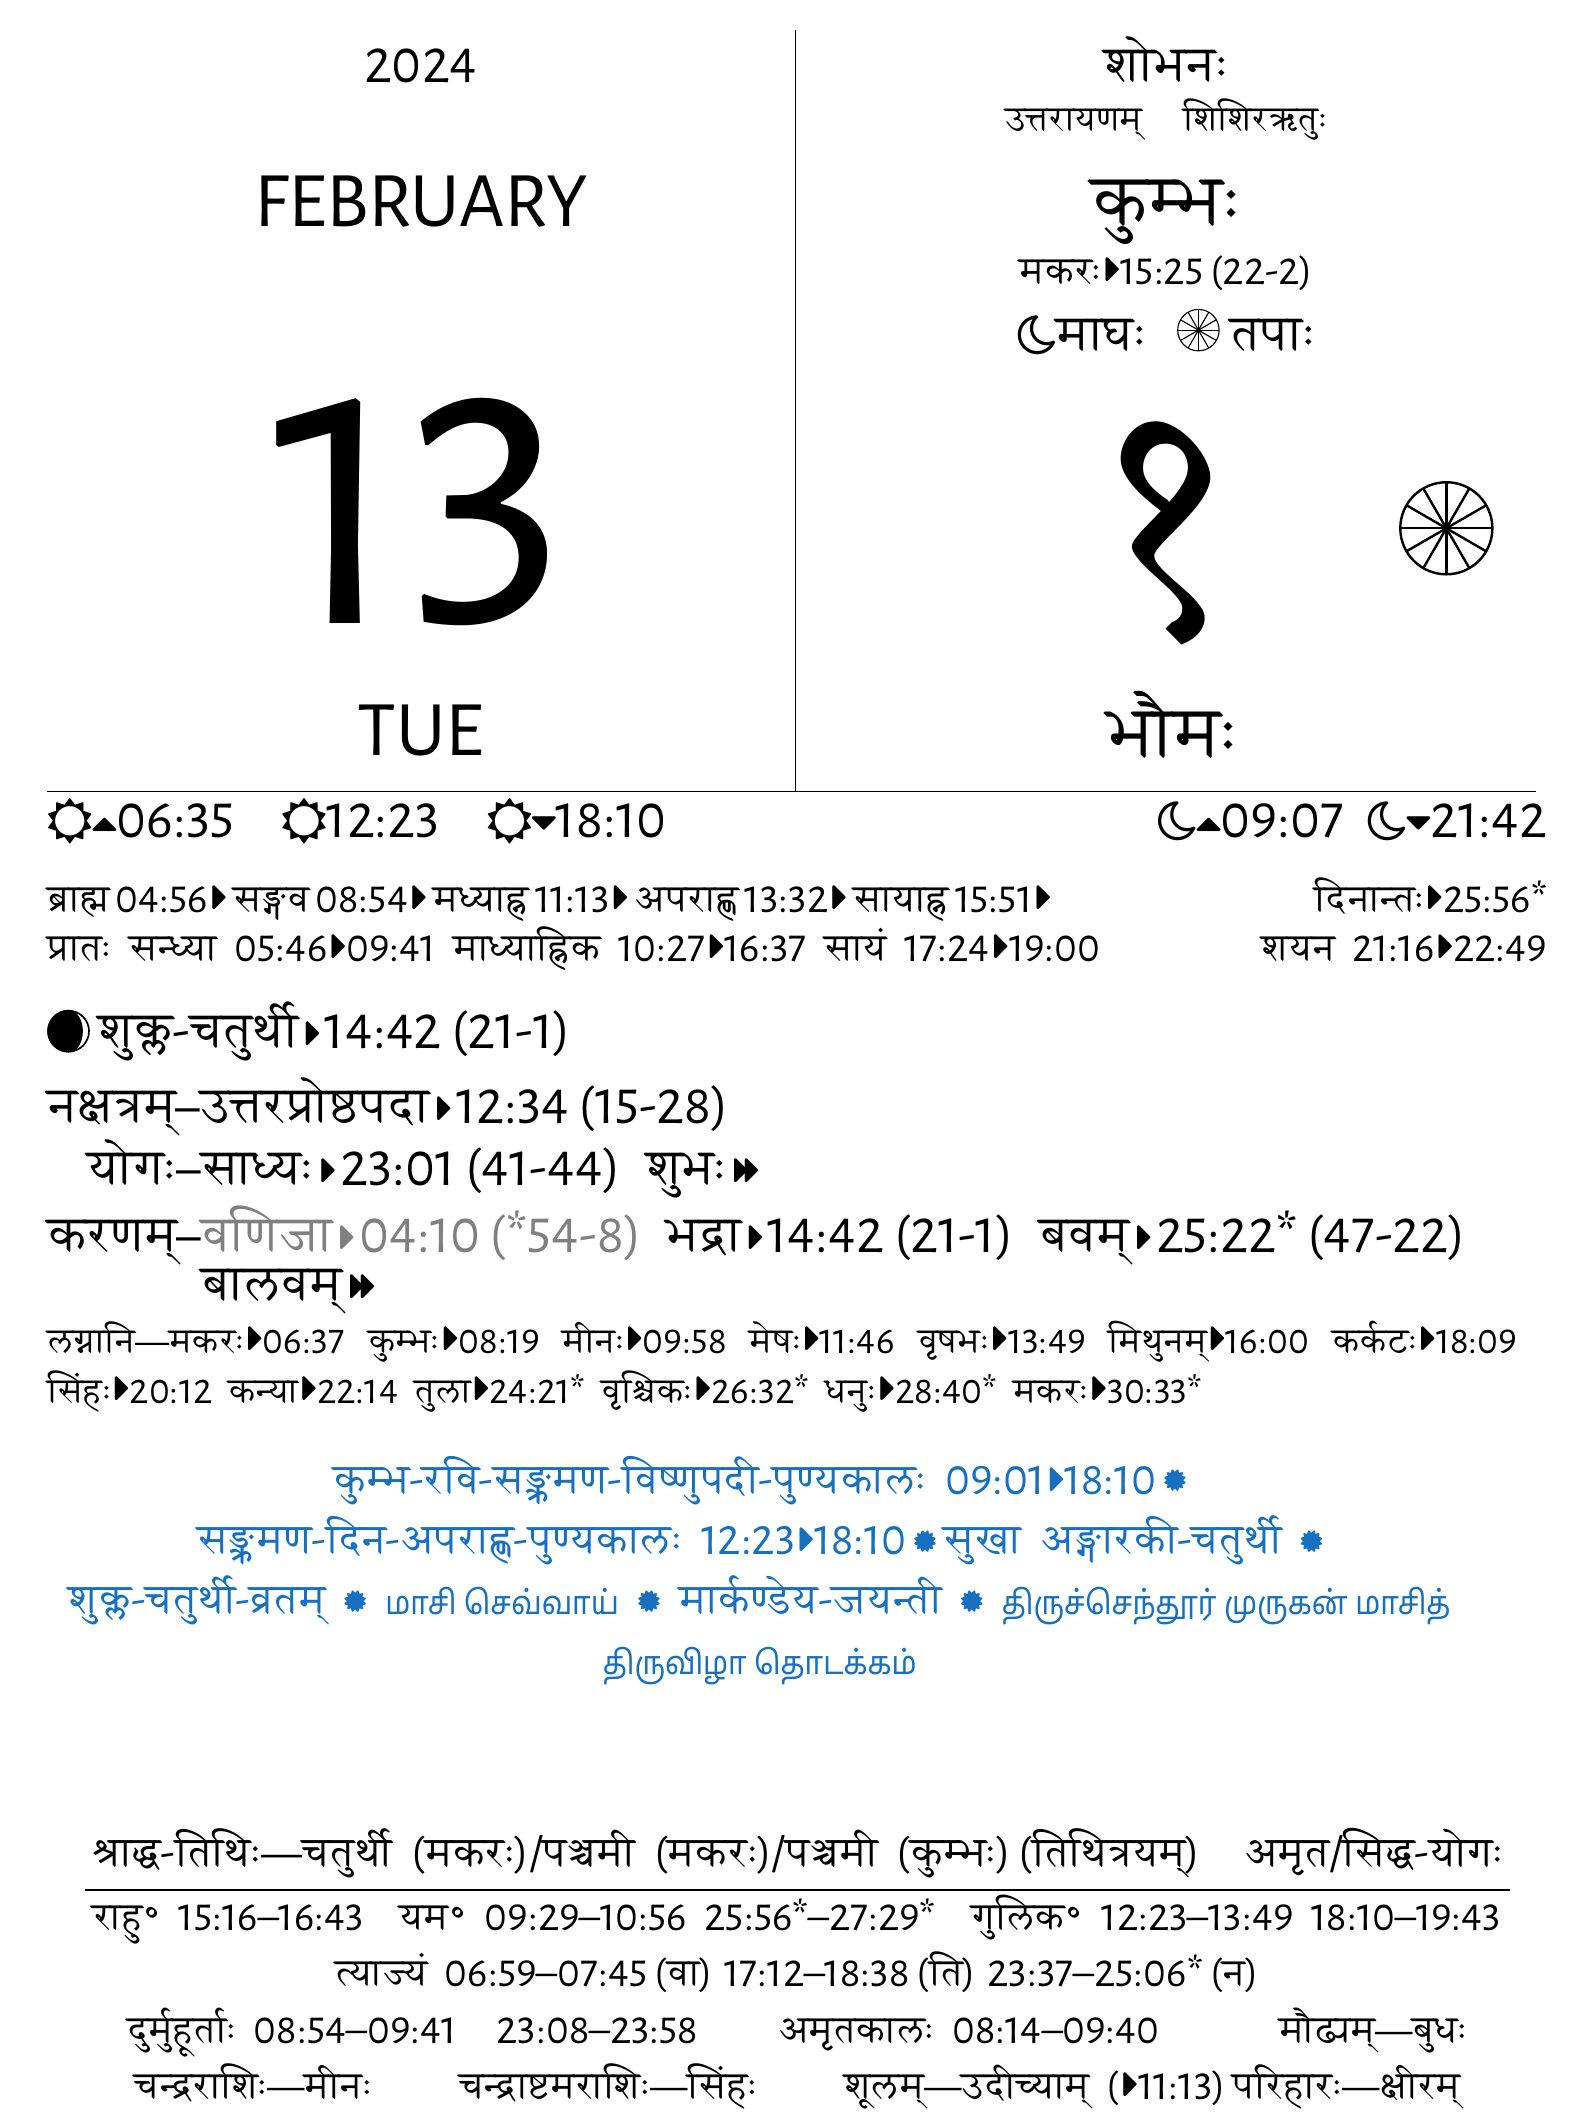 2024
FEBRUARY
13
TUE
शोभनः
उत्तरायणम् शिशिरऋतुः
कुम्भः
मकरः 15:25 (22-2)
माघः तपाः
१
भौमः
06:35 12:23 18:10 09:07 21:42
ब्राह्म 04:56 सङ्गव 08:54 मध्याह्न 11:13 अपराह्ण 13:32 सायाह्न 15:51 दिनान्तः 25:56*
प्रातः सन्ध्या 05:46 09:41 माध्याह्निक 10:27 16:37 सायं 17:24 19:00 शयन 21:16 22:49
शुक्ल-चतुर्थी 14:42 (21-1)
नक्षत्रम्–उत्तरप्रोष्ठपदा 12:34 (15-28)
योगः–साध्यः 23:01 (41-44) शुभः
करणम्–वणिजा 04:10 (*54-8) भद्रा 14:42 (21-1) बवम् 25:22* (47-22)
बालवम्
लग्नानि—मकरः 06:37 कुम्भः 08:19 मीनः 09:58 मेषः 11:46 वृषभः 13:49 मिथुनम् 16:00 कर्कटः 18:09
सिंहः 20:12 कन्या 22:14 तुला 24:21* वृश्चिकः 26:32* धनुः 28:40* मकरः 30:33*
कुम्भ-रवि-सङ्क्रमण-विष्णुपदी-पुण्यकालः 09:01 18:10
सङ्क्रमण-दिन-अपराह्ण-पुण्यकालः 12:23 18:10 सुखा अङ्गारकी-चतुर्थी
शुक्ल-चतुर्थी-व्रतम् மாசி செவ்வாய் मार्कण्डेय-जयन्ती திருச்செந்தூர் முருகன் மாசித்
திருவிழா தொடக்கம்
श्राद्ध-तिथिः—चतुर्थी (मकरः)/पञ्चमी (मकरः)/पञ्चमी (कुम्भः) (तिथित्रयम्) अमृत/सिद्ध-योगः
राहु॰ 15:16–16:43 यम॰ 09:29–10:56 25:56*–27:29* गुलिक॰ 12:23–13:49 18:10–19:43
त्याज्यं 06:59–07:45 (वा) 17:12–18:38 (ति) 23:37–25:06* (न)
दुर्मुहूर्ताः 08:54–09:41 23:08–23:58 अमृतकालः 08:14–09:40 मौढ्यम्—बुधः
चन्द्रराशिः—मीनः चन्द्राष्टमराशिः—सिंहः शूलम्—उदीच्याम् ( 11:13) परिहारः—क्षीरम्